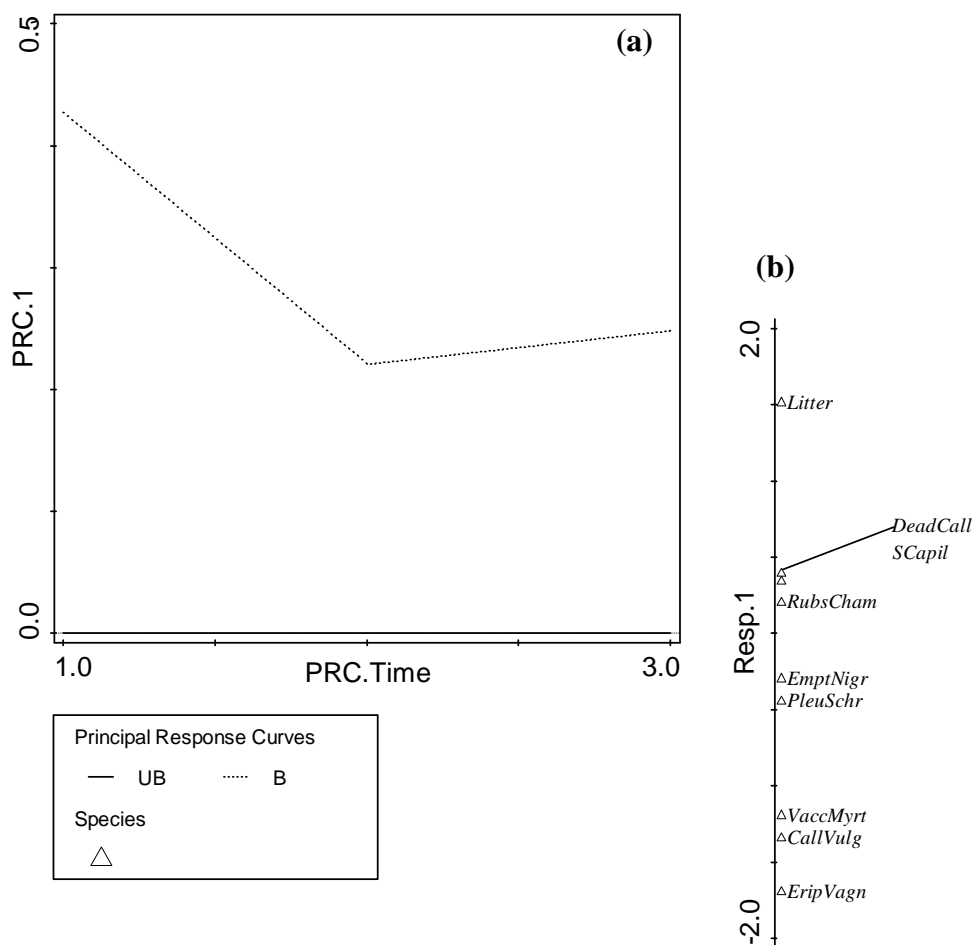 (a)
0.5
PRC.1
0.0
1.0
PRC.Time
3.0
Principal Response Curves
UB B
Species
(b)
2.0
Litter
DeadCall
SCapil
RubsCham
Resp.1
EmptNigr
PleuSchr
VaccMyrt
CallVulg
EripVagn
-2.0